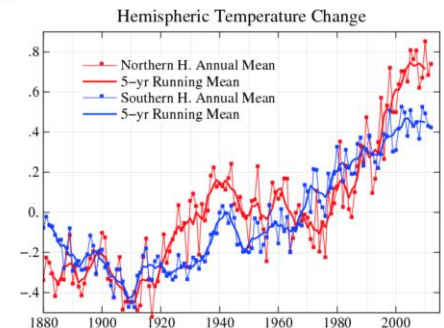 Hemispheric Temperature Change
.8
.6
.4
.2
0.
-.2
-.4
Northern H. Annual Mean
5-yr Running Mean
Southern H. Annual Mean
5-yr Running Mean
1880 1900 1920 1940 1960 1980 2000